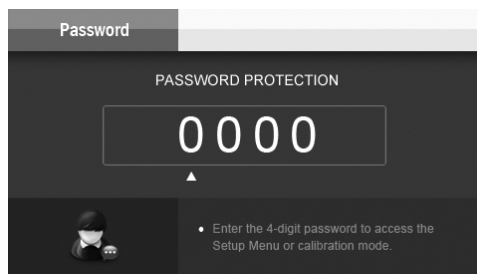 Password
PASSWORD PROTECTION
0000
Enter the 4-digit password to access the
Setup Menu or calibration mode.